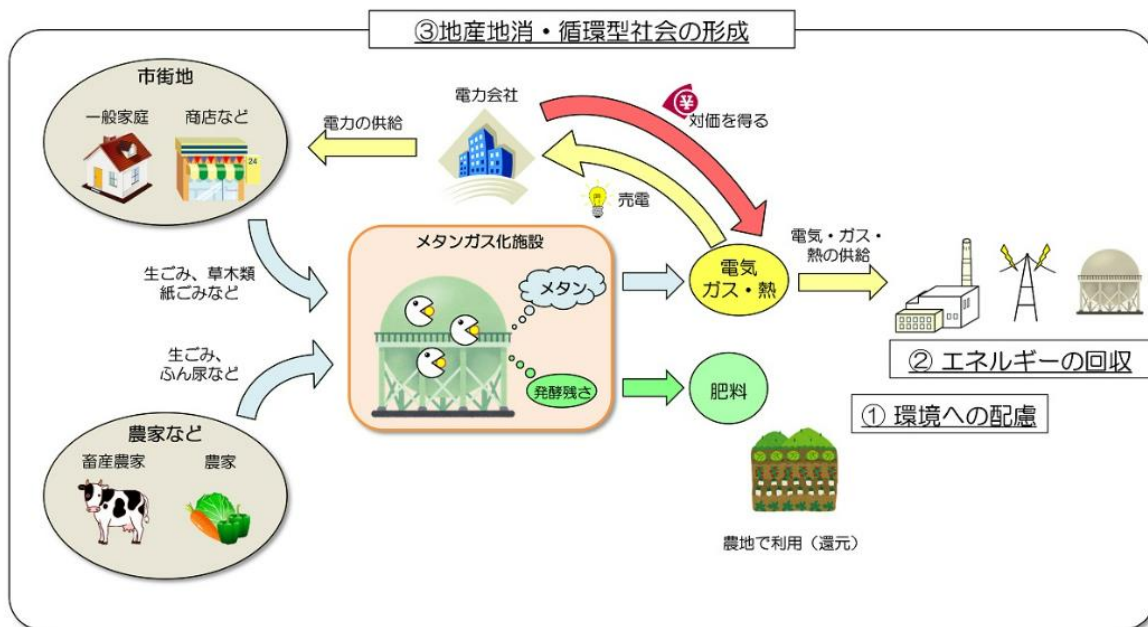 ③地産地消・循環型社会の形成
市街地
一般家庭
商店など
24
電力の供給
電力会社
¥
対価を得る
売電
生ごみ、草木類
紙ごみなど
生ごみ、
ふん尿など
メタンガス化施設
メタン
発酵残さ
電気
ガス・熱
電気・ガス・
熱の供給
② エネルギーの回収
肥料
① 環境への配慮
農地で利用(還元)
農家など
畜産農家
農家